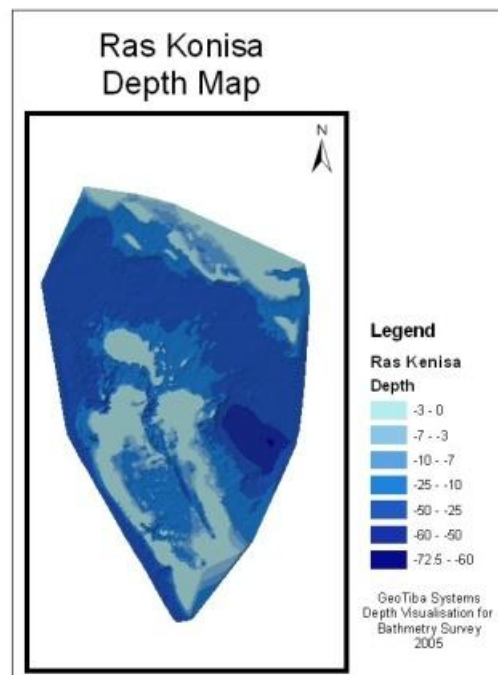 Ras Konisa
Depth Map
N
Legend
Ras Kenisa
Depth
-3 - 0
-7 - -3
-10 - -7
-25 - -10
-50 - -25
-60 - -50
-72.5 - -60
GeoTiba Systems
Depth Visualisation for
Bathmetry Survey
2005